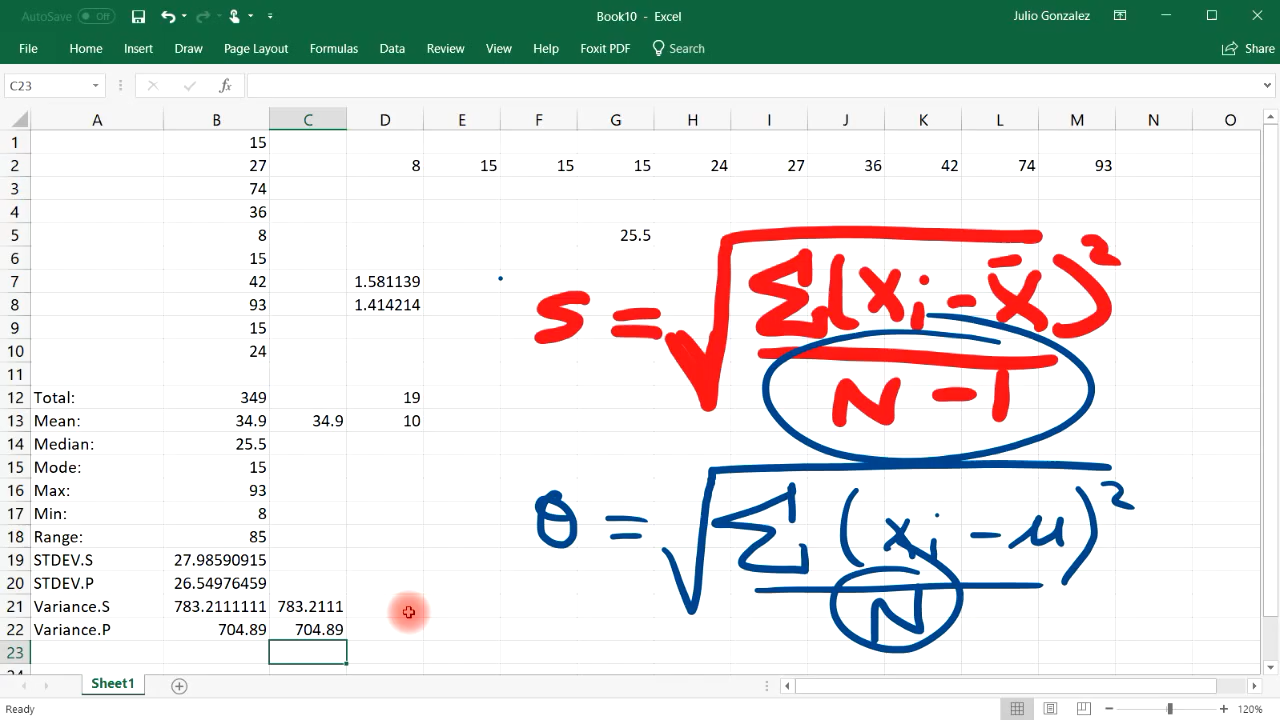 AutoSave Off Book10 - Excel Julio Gonzalez
File Home Insert Draw Page Layout Formulas Data Review View Help Foxit PDF Search Share
C23 fx
A B C D E F G H I J K L M N O
1 15
2 27 8 15 15 15 24 27 36 42 74 93
3 74
4 36
5 8 25.5
6 15
7 42 1.581139
8 93 1.414214
9 15
10 24
11
12 Total: 349 19
13 Mean: 34.9 34.9 10
14 Median: 25.5
15 Mode: 15
16 Max: 93
17 Min: 8
18 Range: 85
19 STDEV.S 27.98590915
20 STDEV.P 26.54976459
21 Variance.S 783.2111111 783.2111
22 Variance.P 704.89 704.89
23
s = √ Σ(xi - x̄)²
N - 1
θ = √ Σ(xi - μ)²
N
Sheet1
Ready 120%